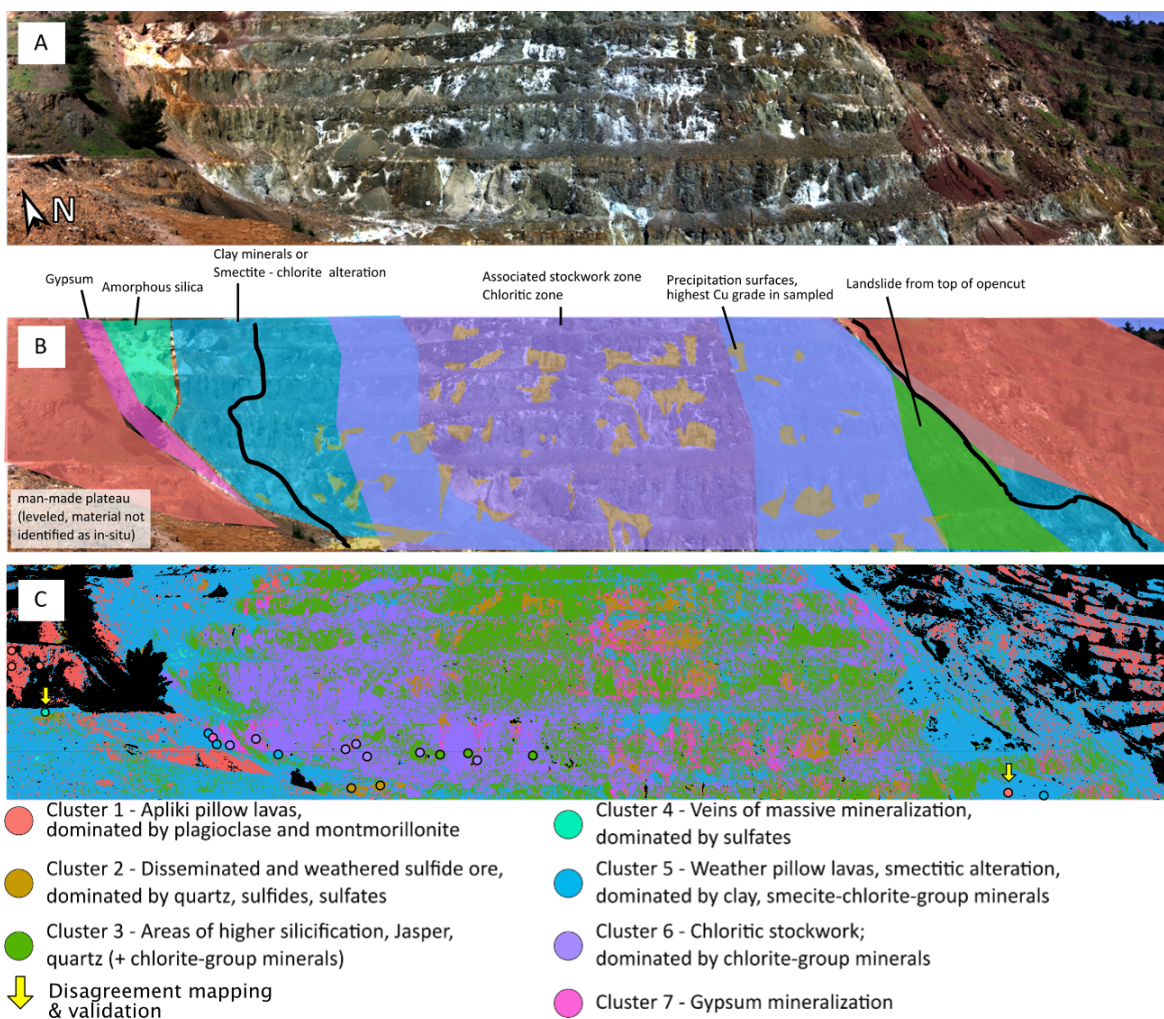 A
N
Clay minerals or
Smectite - chlorite alteration
Gypsum
Amorphous silica
Associated stockwork zone
Chloritic zone
Precipitation surfaces,
highest Cu grade in sampled
Landslide from top of opencut
B
man-made plateau
(leveled, material not
identified as in-situ)
C
Cluster 1 - Apliki pillow lavas,
dominated by plagioclase and montmorillonite
Cluster 2 - Disseminated and weathered sulfide ore,
dominated by quartz, sulfides, sulfates
Cluster 3 - Areas of higher silicification, Jasper,
quartz (+ chlorite-group minerals)
Disagreement mapping
& validation
Cluster 4 - Veins of massive mineralization,
dominated by sulfates
Cluster 5 - Weather pillow lavas, smectitic alteration,
dominated by clay, smecite-chlorite-group minerals
Cluster 6 - Chloritic stockwork;
dominated by chlorite-group minerals
Cluster 7 - Gypsum mineralization